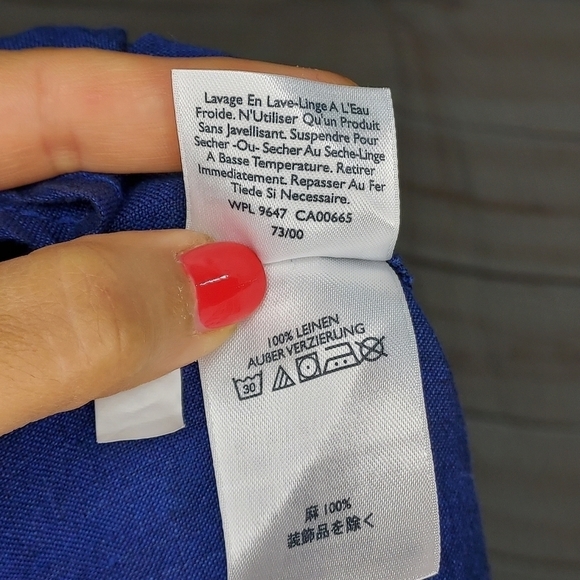 Lavage En Lave-Linge A L'Eau
Froide. N'Utiliser Qu'un Produit
Sans Javellisant. Suspendre Pour
Secher -Ou- Secher Au Seche-Linge
A Basse Temperature. Retirer
Immediatement. Repasser Au Fer
Tiede Si Necessaire.
WPL 9647 CA00665
73/00
100% LEINEN
AUßER VERZIERUNG
30
麻 100%
装飾品を除く